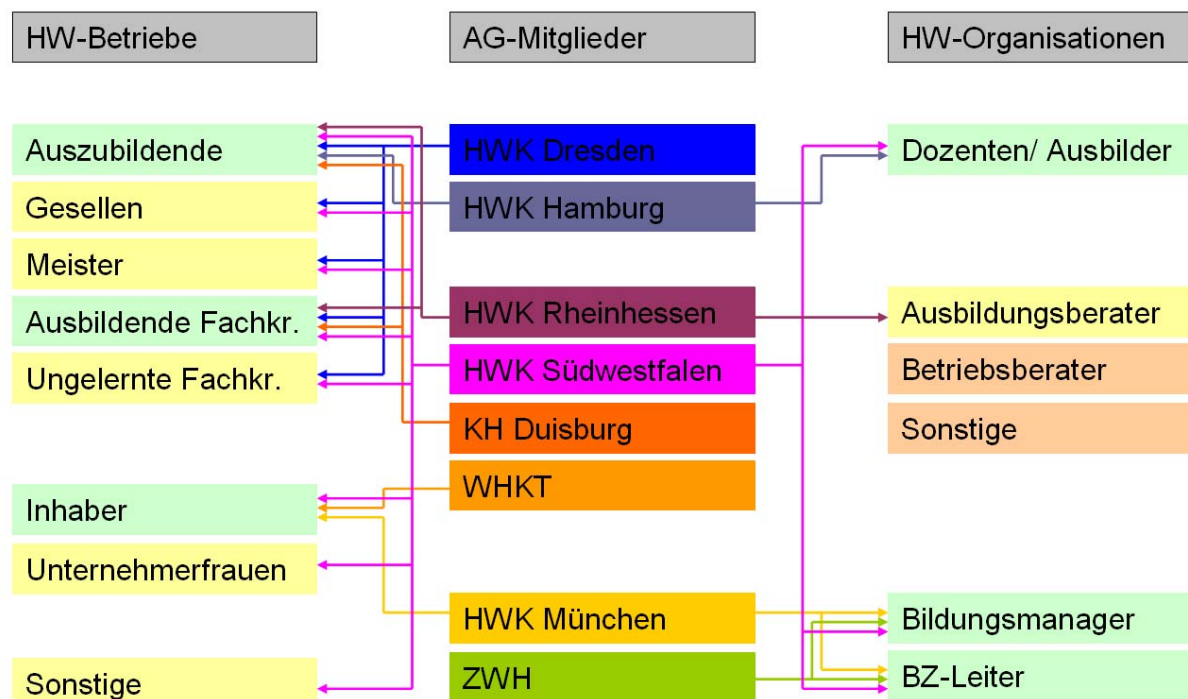 HW-Betriebe
AG-Mitglieder
HW-Organisationen
Auszubildende
Gesellen
Meister
Ausbildende Fachkr.
Ungelernte Fachkr.
Inhaber
Unternehmerfrauen
Sonstige
HWK Dresden
HWK Hamburg
HWK Rheinhessen
HWK Südwestfalen
KH Duisburg
WHKT
HWK München
ZWH
Dozenten/ Ausbilder
Ausbildungsberater
Betriebsberater
Sonstige
Bildungsmanager
BZ-Leiter